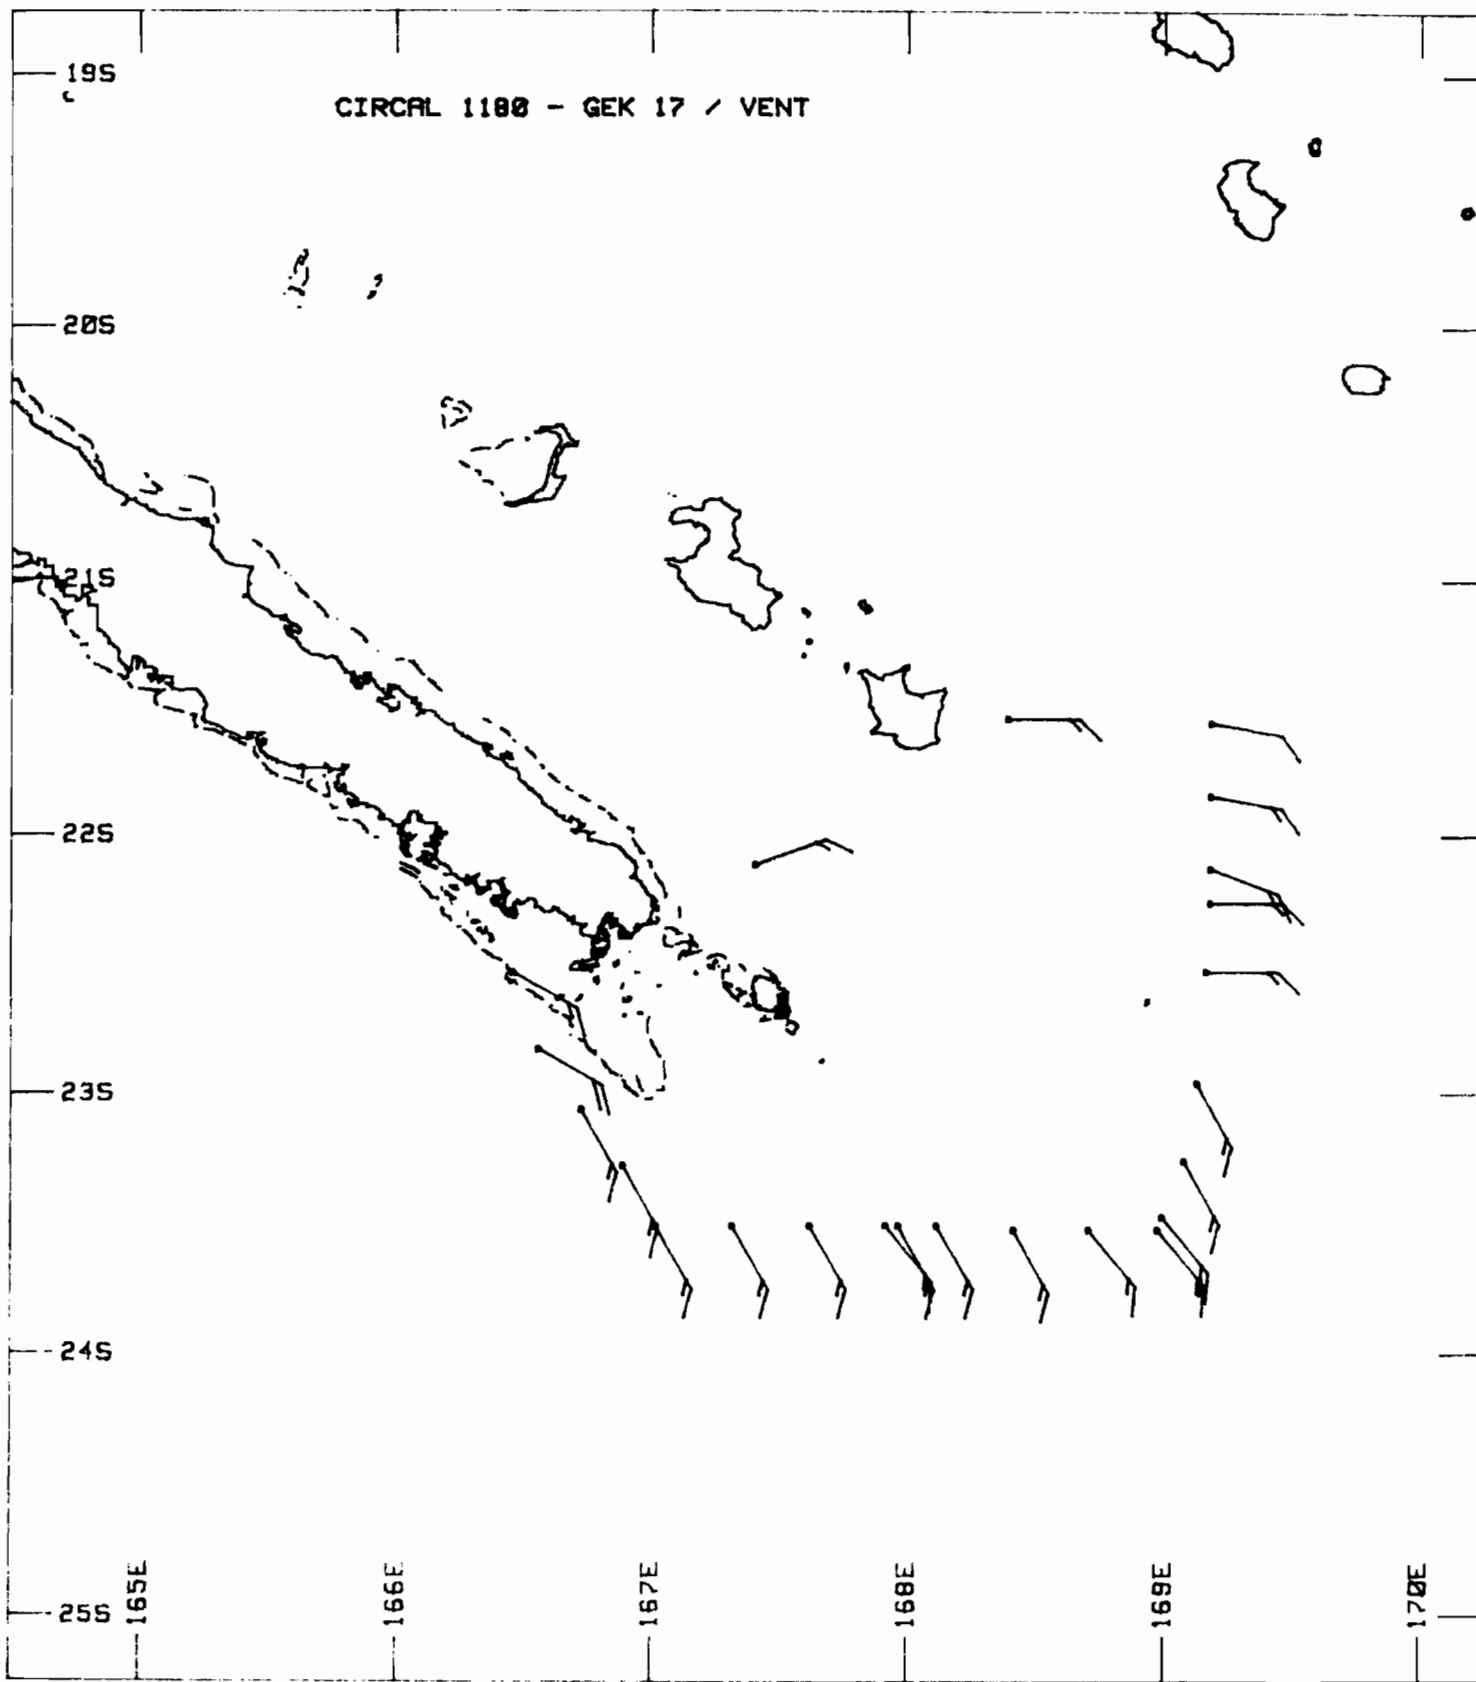 19S
CIRCAL 1180 - GEK 17 / VENT
20S
21S
22S
23S
24S
25S
165E
166E
167E
168E
169E
170E